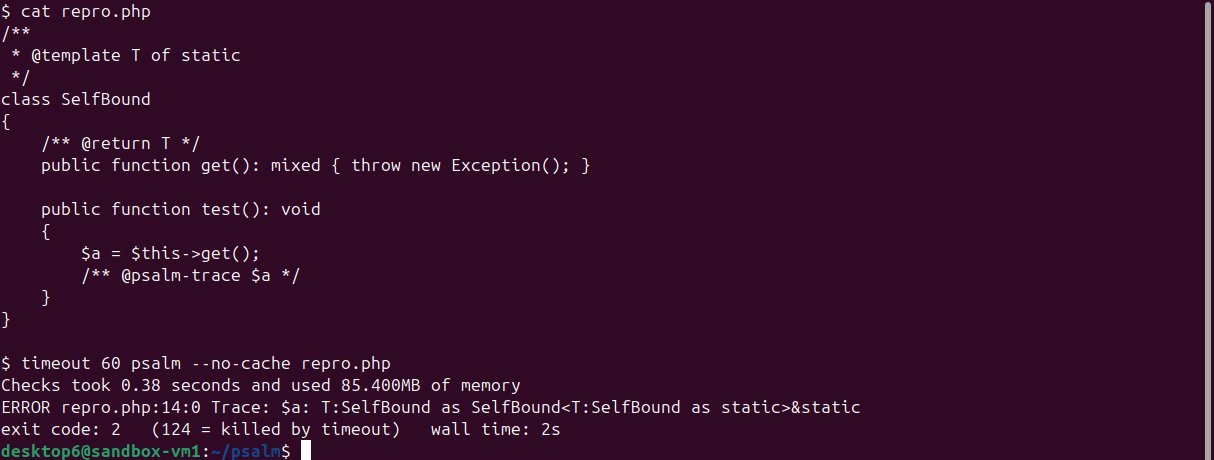 $ cat repro.php
/**
 * @template T of static
 */
class SelfBound
{
    /** @return T */
    public function get(): mixed { throw new Exception(); }

    public function test(): void
    {
        $a = $this->get();
        /** @psalm-trace $a */
    }
}

$ timeout 60 psalm --no-cache repro.php
Checks took 0.38 seconds and used 85.400MB of memory
ERROR repro.php:14:0 Trace: $a: T:SelfBound as SelfBound<T:SelfBound as static>&static
exit code: 2   (124 = killed by timeout)   wall time: 2s
desktop6@sandbox-vm1:~/psalm$